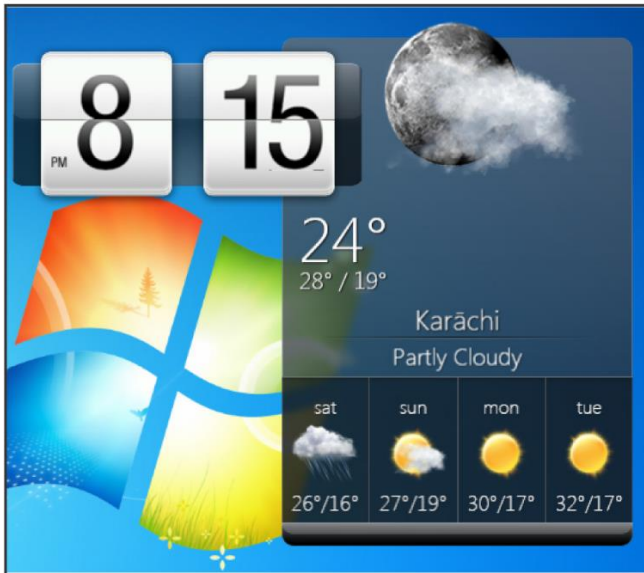 8 15
PM
24°
28° / 19°
Karāchi
Partly Cloudy
sat sun mon tue
26°/16° 27°/19° 30°/17° 32°/17°